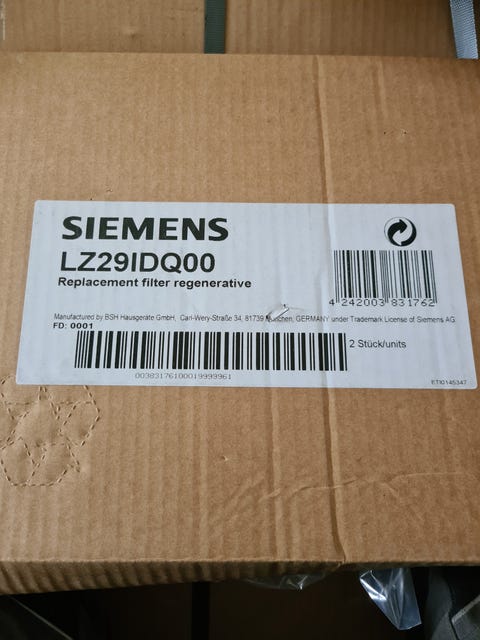 SIEMENS
LZ29IDQ00
Replacement filter regenerative
4 242003 831762
Manufactured by BSH Hausgeräte GmbH, Carl-Wery-Straße 34, 81739 München, GERMANY under Trademark License of Siemens AG
FD: 0001
2 Stück/units
00383176100019999961
ETI0145347